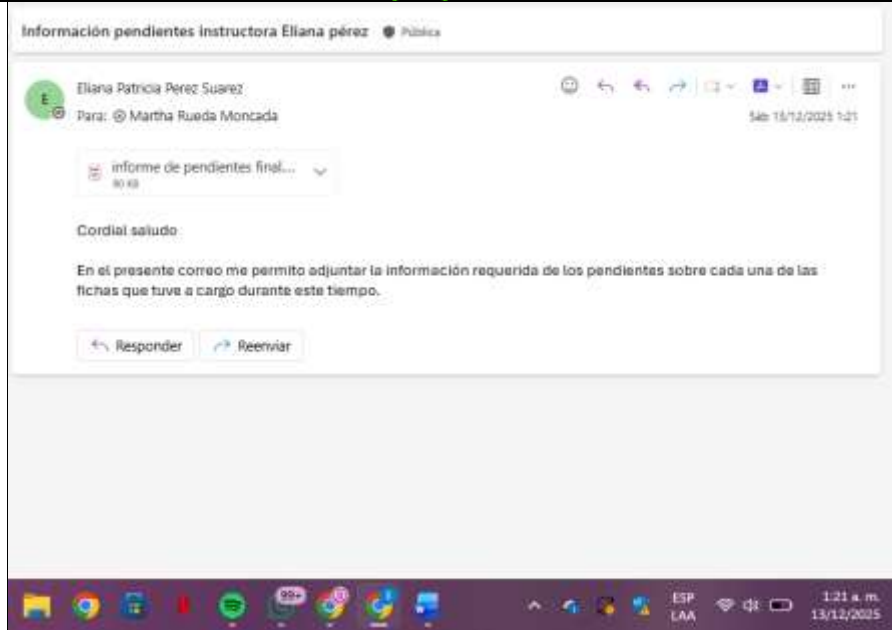 Información pendientes instructora Eliana pérez Pública
Eliana Patricia Perez Suarez
E
Para: Martha Rueda Moncada
Sáb 13/12/2025 1:21
informe de pendientes final...
90 KB
Cordial saludo
En el presente correo me permito adjuntar la información requerida de los pendientes sobre cada una de las
fichas que tuve a cargo durante este tiempo.
Responder Reenviar
99+
ESP
LAA
1:21 a. m.
13/12/2025